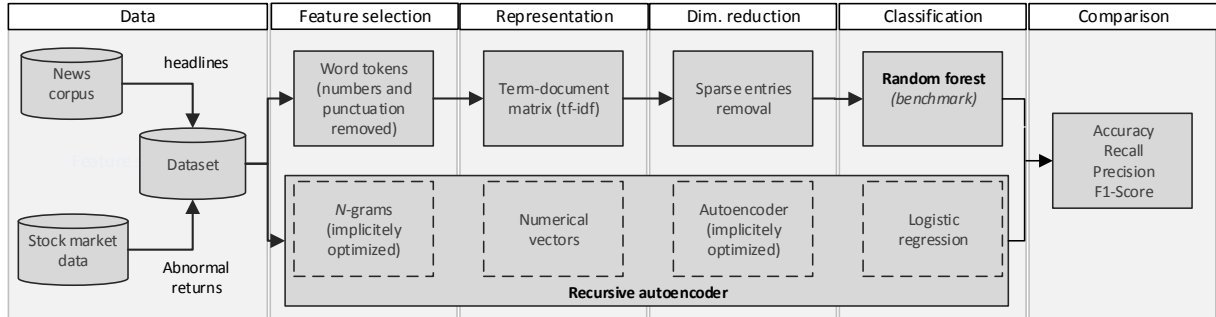 Data
Feature selection
Representation
Dim. reduction
Classification
Comparison
News
corpus
headlines
Dataset
Stock market
data
Abnormal
returns
Word tokens
(numbers and
punctuation
removed)
Term-document
matrix (tf-idf)
Sparse entries
removal
Random forest
(benchmark)
N-grams
(implicitely
optimized)
Numerical
vectors
Autoencoder
(implicitely
optimized)
Logistic
regression
Recursive autoencoder
Accuracy
Recall
Precision
F1-Score